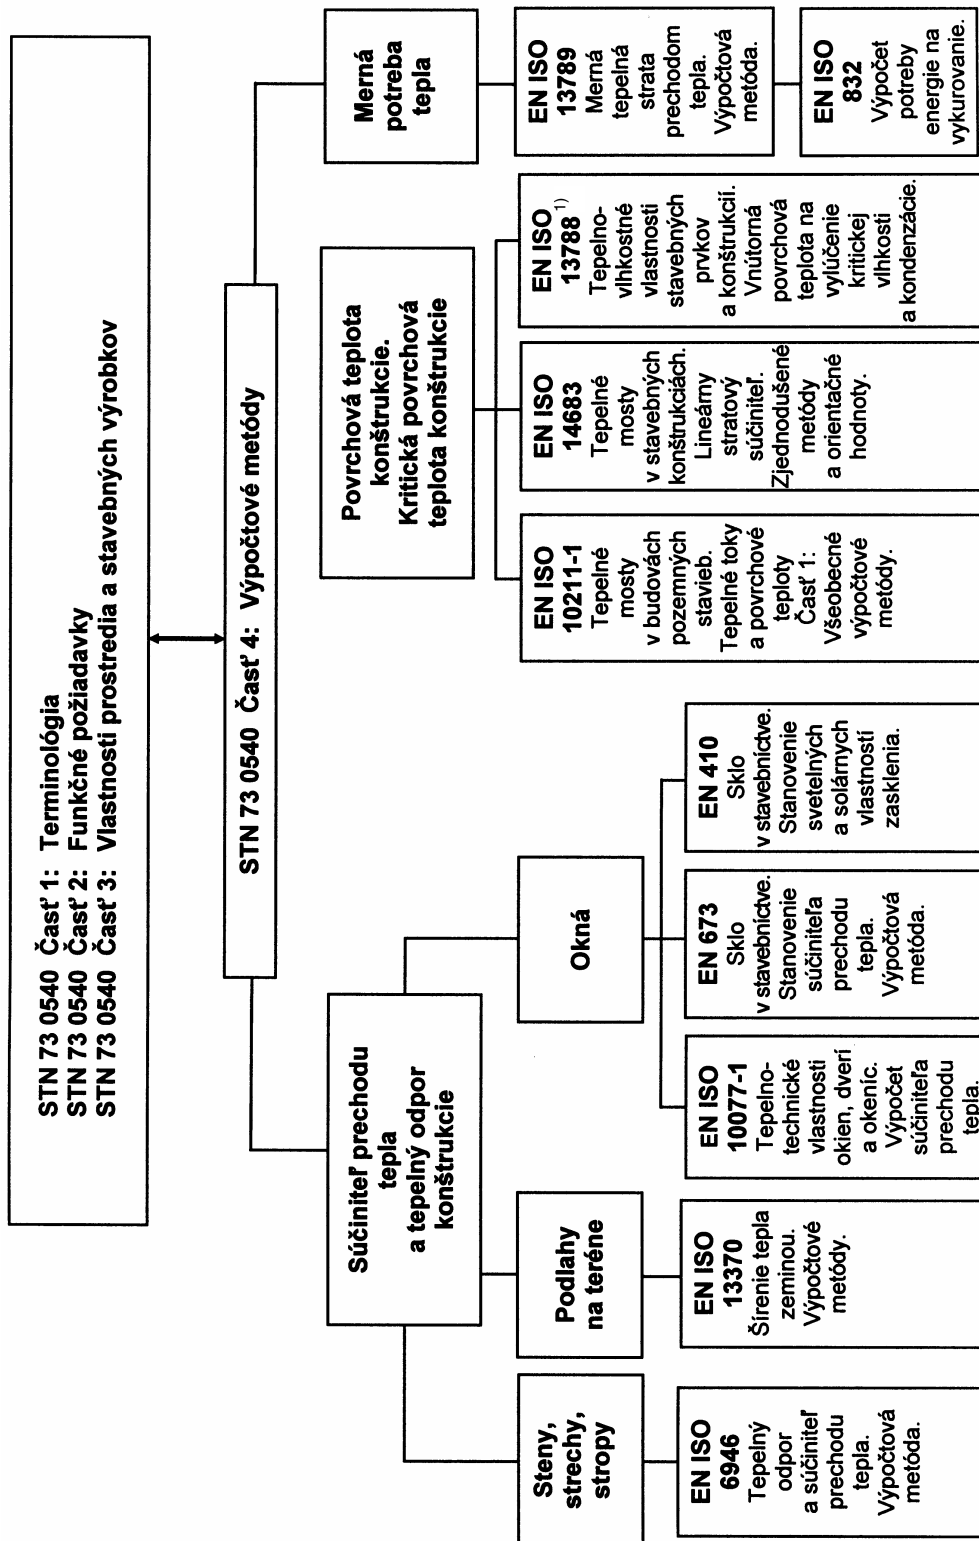 STN 73 0540 Časť 1: Terminológia
STN 73 0540 Časť 2: Funkčné požiadavky
STN 73 0540 Časť 3: Vlastnosti prostredia a stavebných výrobkov
STN 73 0540 Časť 4: Výpočtové metódy
Súčiniteľ prechodu
tepla
a tepelný odpor
konštrukcie
Povrchová teplota
konštrukcie.
Kritická povrchová
teplota konštrukcie
Merná
potreba
tepla
Steny,
strechy,
stropy
Podlahy
na teréne
Okná
EN ISO
6946
Tepelný
odpor
a súčiniteľ
prechodu
tepla.
Výpočtová
metóda.
EN ISO
13370
Šírenie tepla
zeminou.
Výpočtové
metódy.
EN ISO
10077-1
Tepelno-
technické
vlastnosti
okien, dverí
a okeníc.
Výpočet
súčiniteľa
prechodu
tepla.
EN 673
Sklo
v stavebníctve.
Stanovenie
súčiniteľa
prechodu
tepla.
Výpočtová
metóda.
EN 410
Sklo
v stavebníctve.
Stanovenie
svetelných
a solárnych
vlastností
zasklenia.
EN ISO
10211-1
Tepelné
mosty
v budovách
pozemných
stavieb.
Tepelné toky
a povrchové
teploty
Časť 1:
Všeobecné
výpočtové
metódy.
EN ISO
14683
Tepelné
mosty
v stavebných
konštrukciách.
Lineárny
stratový
súčiniteľ.
Zjednodušené
metódy
a orientačné
hodnoty.
EN ISO
13788 1)
Tepelno-
vlhkostné
vlastnosti
stavebných
prvkov
a konštrukcií.
Vnútorná
povrchová
teplota na
vylúčenie
kritickej
vlhkosti
a kondenzácie.
EN ISO
13789
Merná
tepelná
strata
prechodom
tepla.
Výpočtová
metóda.
EN ISO
832
Výpočet
potreby
energie na
vykurovanie.